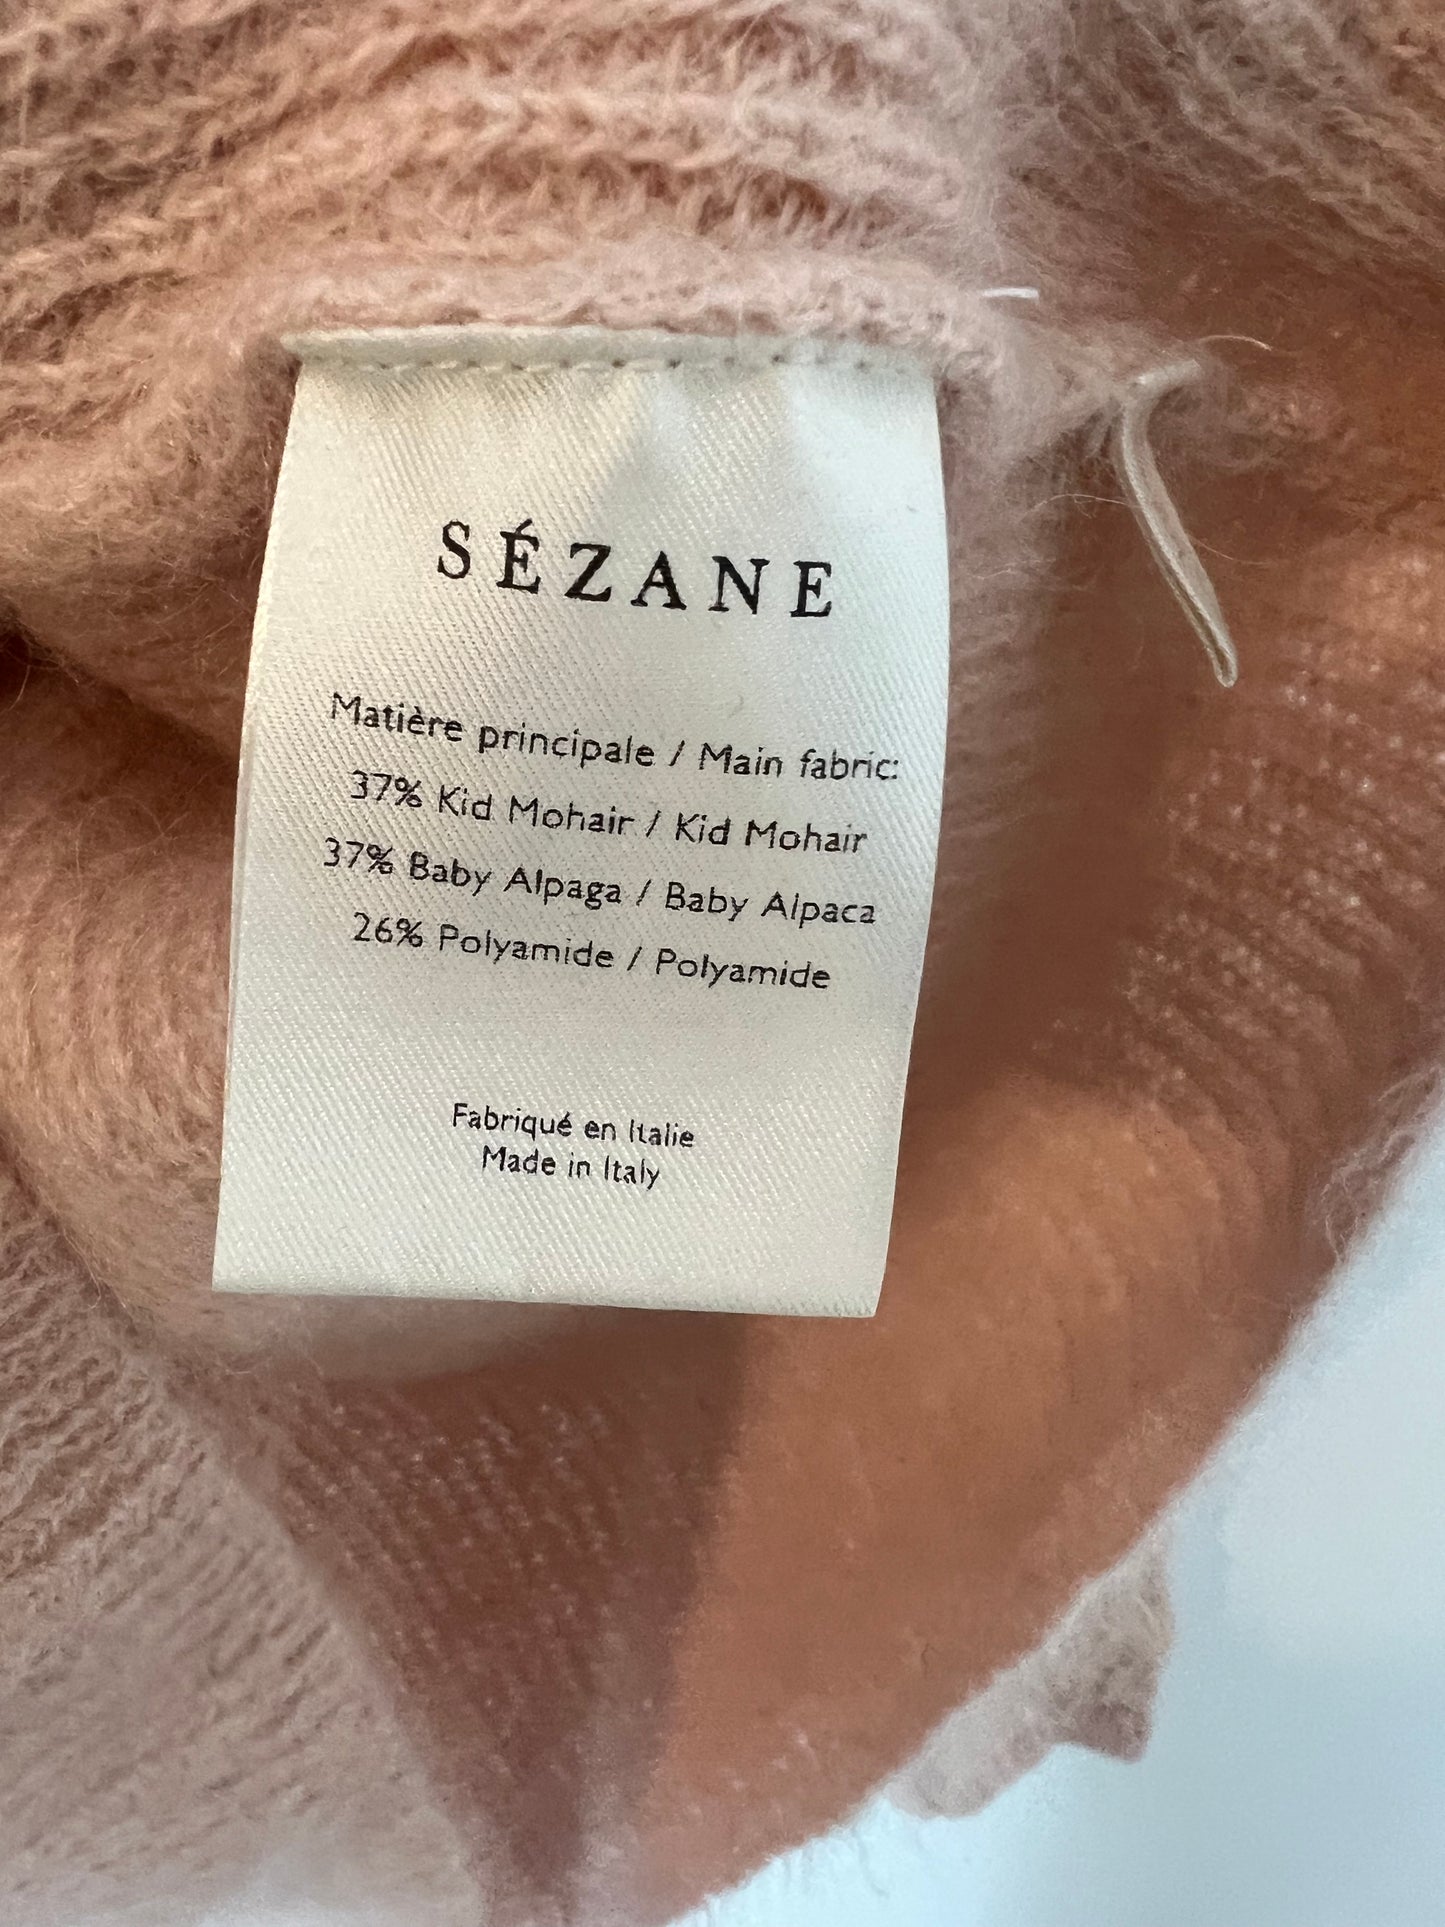 SÉZANE
Matière principale / Main fabric:
37% Kid Mohair / Kid Mohair
37% Baby Alpaga / Baby Alpaca
26% Polyamide / Polyamide
Fabriqué en Italie
Made in Italy